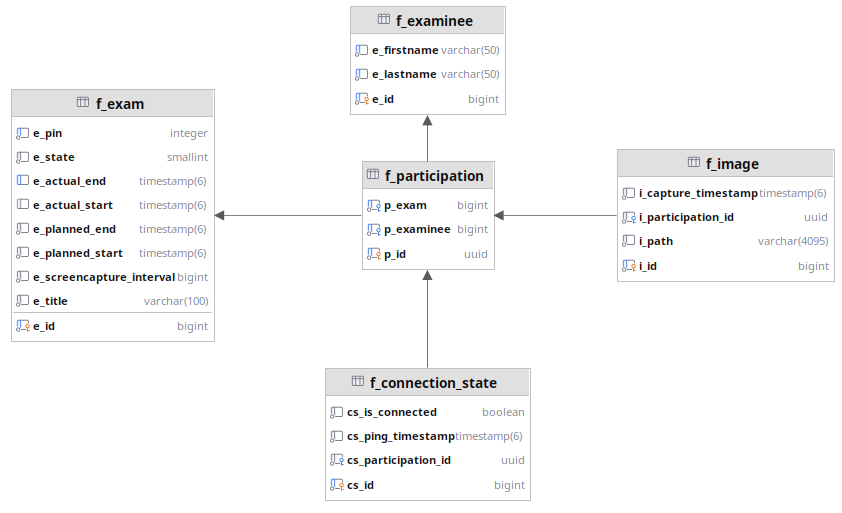 f_examinee
e_firstname varchar(50)
e_lastname varchar(50)
e_id bigint
f_exam
e_pin integer
e_state smallint
e_actual_end timestamp(6)
e_actual_start timestamp(6)
e_planned_end timestamp(6)
e_planned_start timestamp(6)
e_screencapture_interval bigint
e_title varchar(100)
e_id bigint
f_participation
p_exam bigint
p_examinee bigint
p_id uuid
f_image
i_capture_timestamp timestamp(6)
i_participation_id uuid
i_path varchar(4095)
i_id bigint
f_connection_state
cs_is_connected boolean
cs_ping_timestamp timestamp(6)
cs_participation_id uuid
cs_id bigint